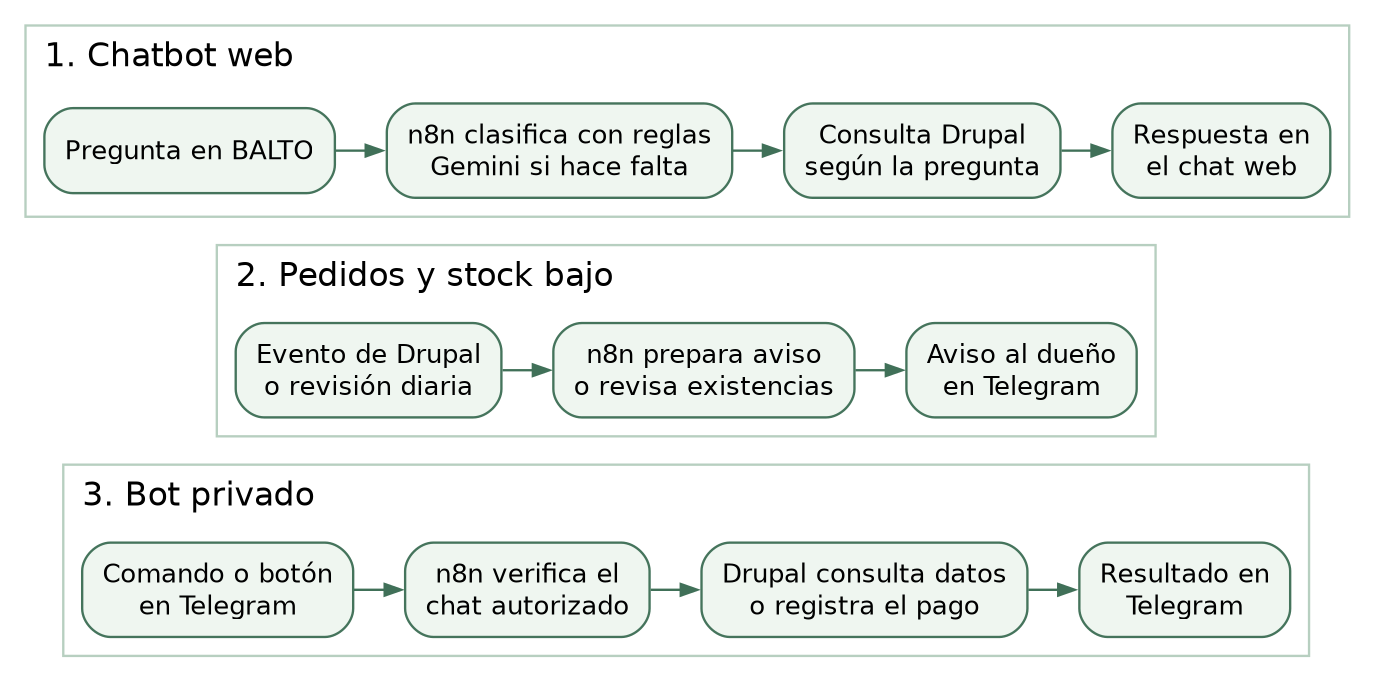 1. Chatbot web
Pregunta en BALTO
n8n clasifica con reglas
Gemini si hace falta
Consulta Drupal
según la pregunta
Respuesta en
el chat web
2. Pedidos y stock bajo
Evento de Drupal
o revisión diaria
n8n prepara aviso
o revisa existencias
Aviso al dueño
en Telegram
3. Bot privado
Comando o botón
en Telegram
n8n verifica el
chat autorizado
Drupal consulta datos
o registra el pago
Resultado en
Telegram